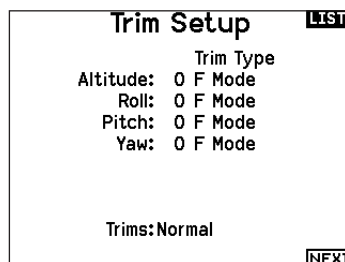 Trim Setup LIST
Trim Type
Altitude: 0 F Mode
Roll: 0 F Mode
Pitch: 0 F Mode
Yaw: 0 F Mode
Trims:Normal
NEXT